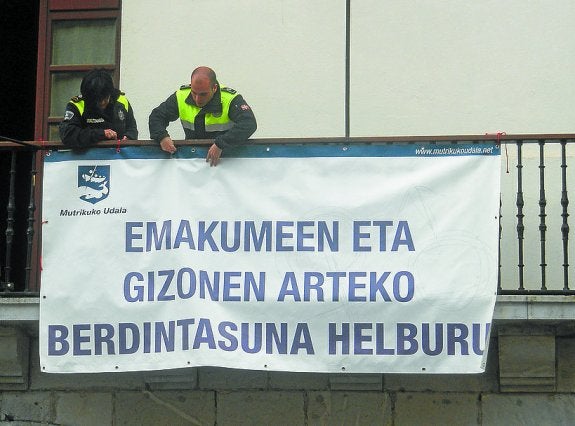 www.mutrikukoudala.net
Mutrikuko Udala
EMAKUMEEN ETA
GIZONEN ARTEKO
BERDINTASUNA HELBURU